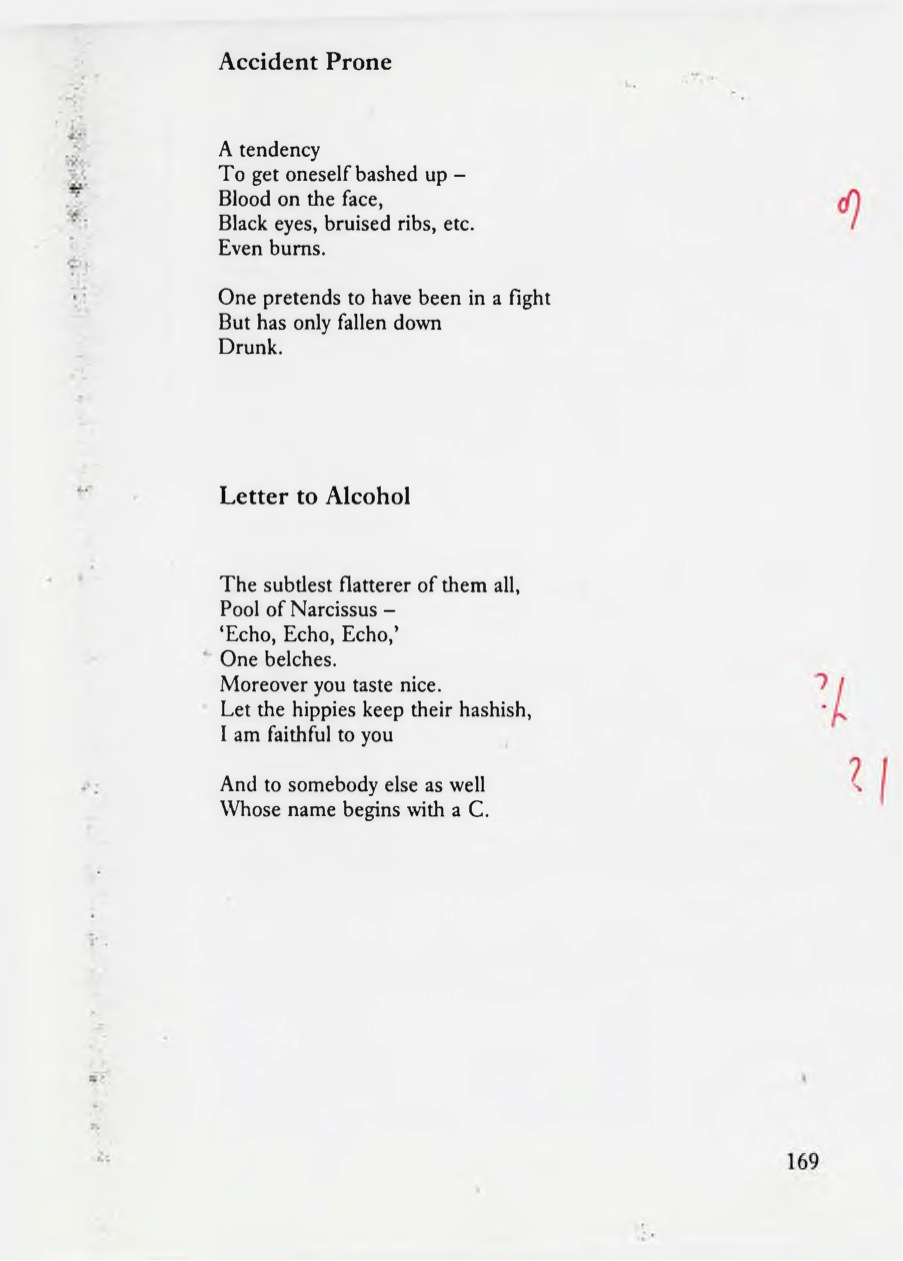 Accident Prone
A tendency
To get oneself bashed up –
Blood on the face,
Black eyes, bruised ribs, etc.
Even burns.
One pretends to have been in a fight
But has only fallen down
Drunk.
Letter to Alcohol
The subtlest flatterer of them all,
Pool of Narcissus –
‘Echo, Echo, Echo,’
One belches.
Moreover you taste nice.
Let the hippies keep their hashish,
I am faithful to you
And to somebody else as well
Whose name begins with a C.
169